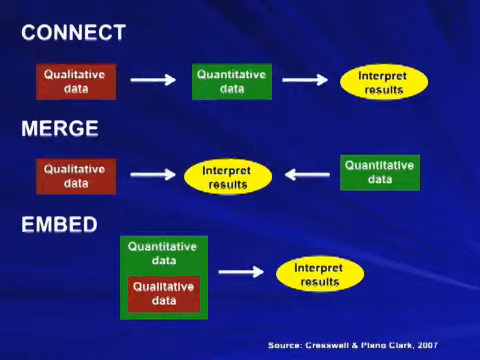 CONNECT
Qualitative
data
Quantitative
data
Interpret
results
MERGE
Qualitative
data
Interpret
results
Quantitative
data
EMBED
Quantitative
data
Qualitative
data
Interpret
results
Source: Cresswell & Plano Clark, 2007